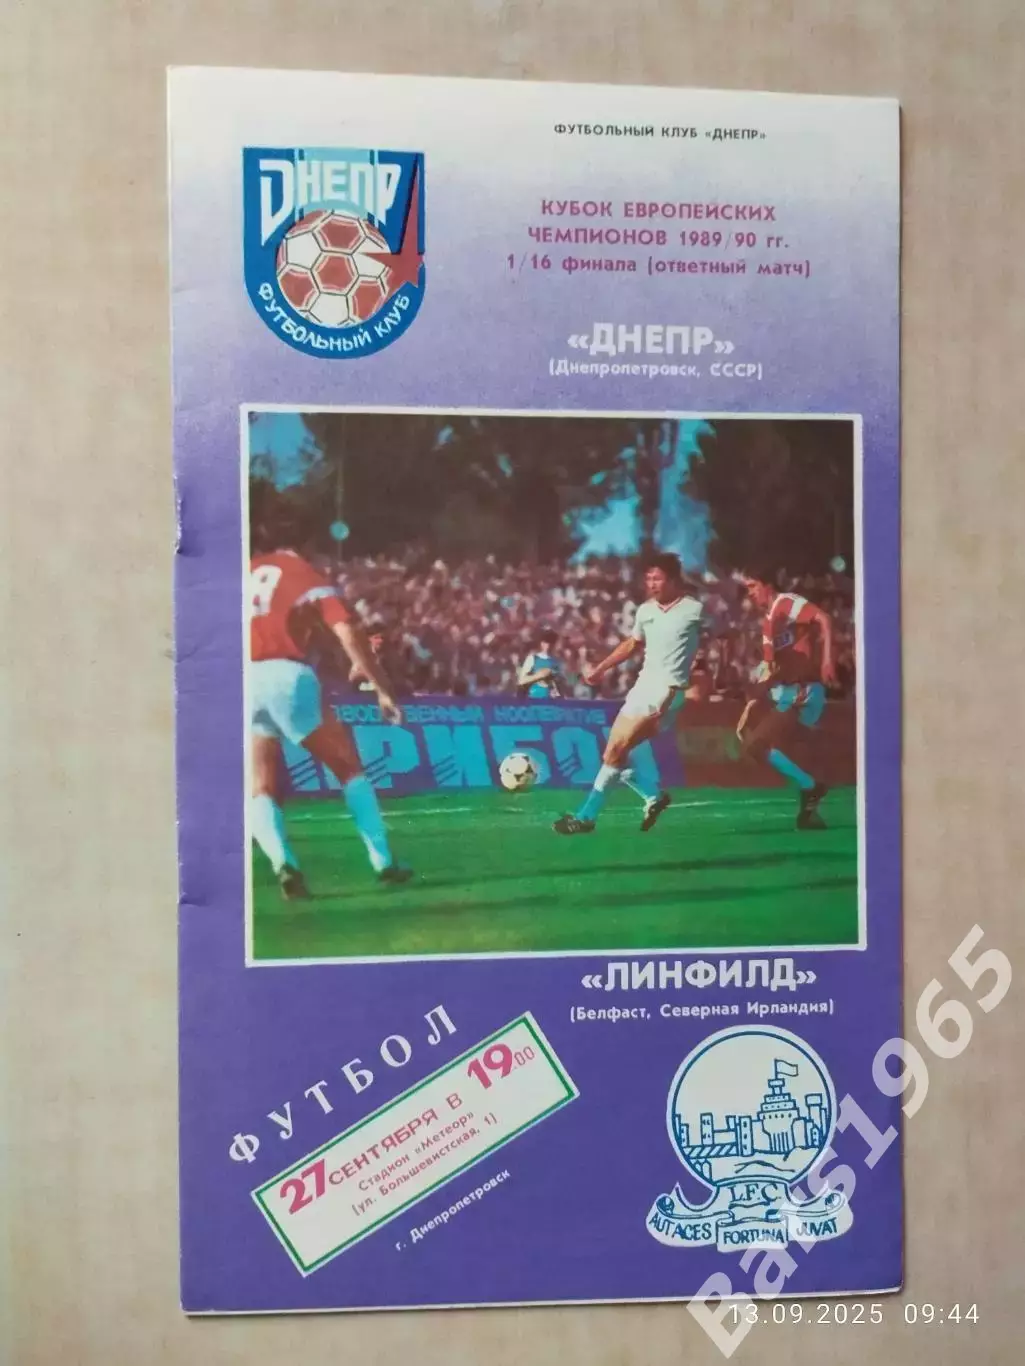 ФУТБОЛЬНЫЙ КЛУБ «ДНЕПР»
ДНЕПР
ФУТБОЛЬНЫЙ КЛУБ
КУБОК ЕВРОПЕЙСКИХ
ЧЕМПИОНОВ 1989/90 гг.
1/16 финала (ответный матч)
«ДНЕПР»
(Днепропетровск, СССР)
ПРИБОЙ
«ЛИНФИЛД»
(Белфаст, Северная Ирландия)
ФУТБОЛ
27 СЕНТЯБРЯ В 19.00
Стадион «Метеор»
(ул. Большевистская, 1)
г. Днепропетровск
L.F.C.
AUTACES FORTUNA JUVAT
Bars1965
13.09.2025 09:44